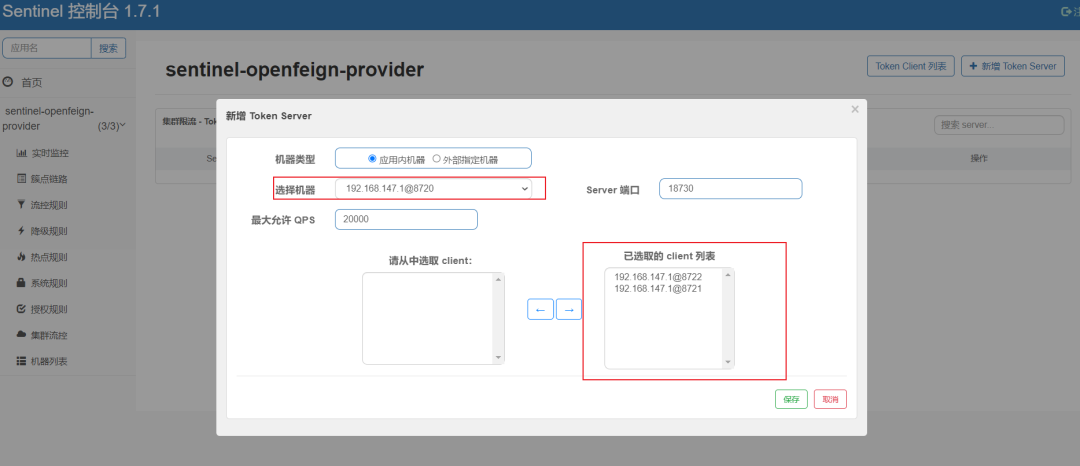 Sentinel 控制台 1.7.1
应用名 搜索
首页
sentinel-openfeign-
provider (3/3)
实时监控
簇点链路
流控规则
降级规则
热点规则
系统规则
授权规则
集群流控
机器列表
sentinel-openfeign-provider
Token Client 列表 + 新增 Token Server
集群限流 - Tok
搜索 server...
Se
操作
新增 Token Server ×
机器类型 应用内机器 外部指定机器
选择机器 192.168.147.1@8720 Server 端口 18730
最大允许 QPS 20000
请从中选取 client:
已选取的 client 列表
192.168.147.1@8722
192.168.147.1@8721
← →
保存 取消